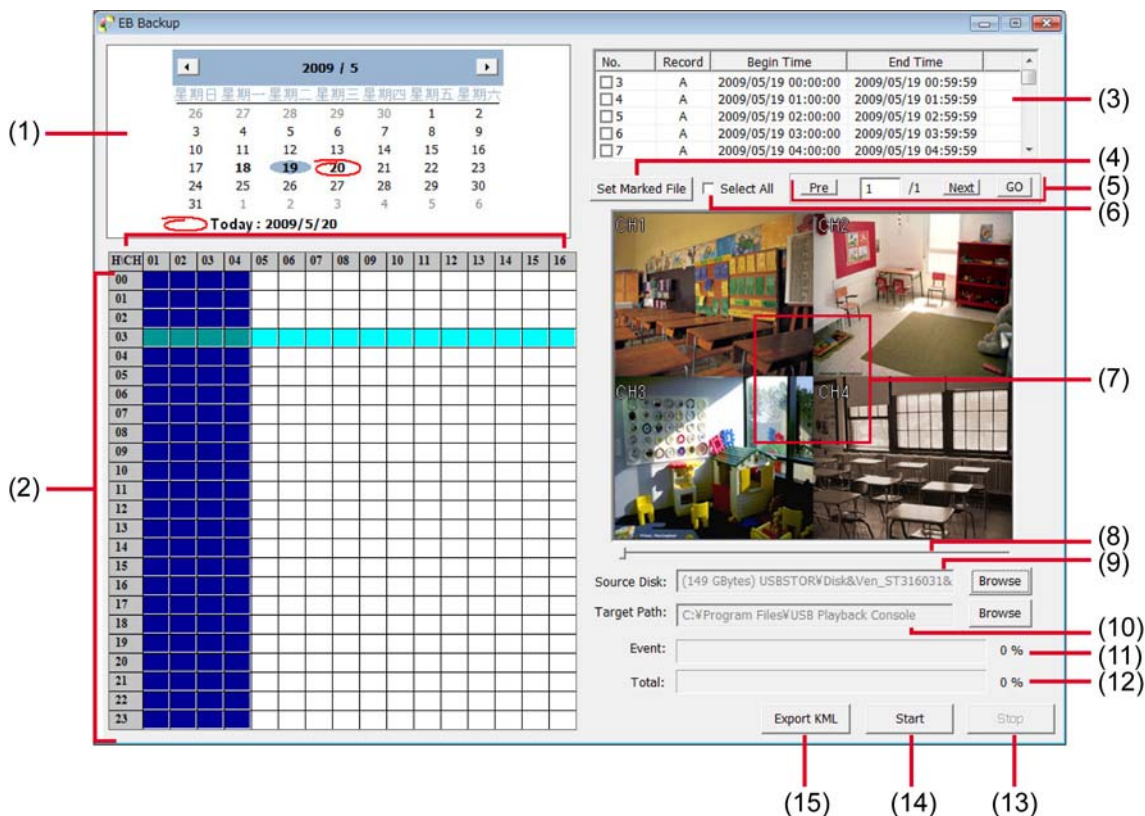 EB Backup
2009 / 5
星期日 星期一 星期二 星期三 星期四 星期五 星期六
26 27 28 29 30 1 2
3 4 5 6 7 8 9
10 11 12 13 14 15 16
17 18 19 20 21 22 23
24 25 26 27 28 29 30
31 1 2 3 4 5 6
Today : 2009/5/20
(1)
H\CH 01 02 03 04 05 06 07 08 09 10 11 12 13 14 15 16
00
01
02
03
04
05
06
07
08
09
10
11
12
13
14
15
16
17
18
19
20
21
22
23
(2)
No. Record Begin Time End Time
3 A 2009/05/19 00:00:00 2009/05/19 00:59:59
4 A 2009/05/19 01:00:00 2009/05/19 01:59:59
5 A 2009/05/19 02:00:00 2009/05/19 02:59:59
6 A 2009/05/19 03:00:00 2009/05/19 03:59:59
7 A 2009/05/19 04:00:00 2009/05/19 04:59:59
(3)
(4)
Set Marked File Select All Pre 1 /1 Next GO
(5)
(6)
CH1 CH2
CH3 CH4
(7)
(8)
(9)
Source Disk: (149 GBytes) USBSTOR¥Disk&Ven_ST316031& Browse
Target Path: C:¥Program Files¥USB Playback Console Browse
(10)
Event: 0 %
(11)
Total: 0 %
(12)
Export KML Start Stop
(15) (14) (13)